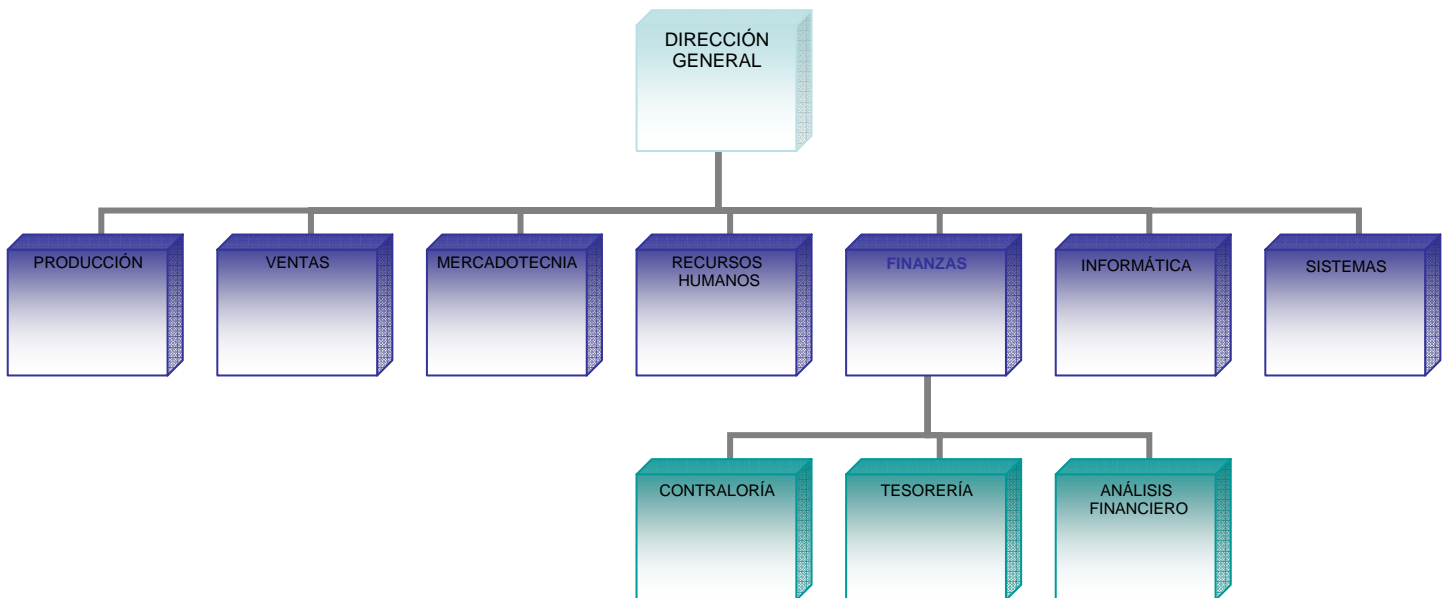 DIRECCIÓN
GENERAL
PRODUCCIÓN
VENTAS
MERCADOTECNIA
RECURSOS
HUMANOS
FINANZAS
INFORMÁTICA
SISTEMAS
CONTRALORÍA
TESORERÍA
ANÁLISIS
FINANCIERO